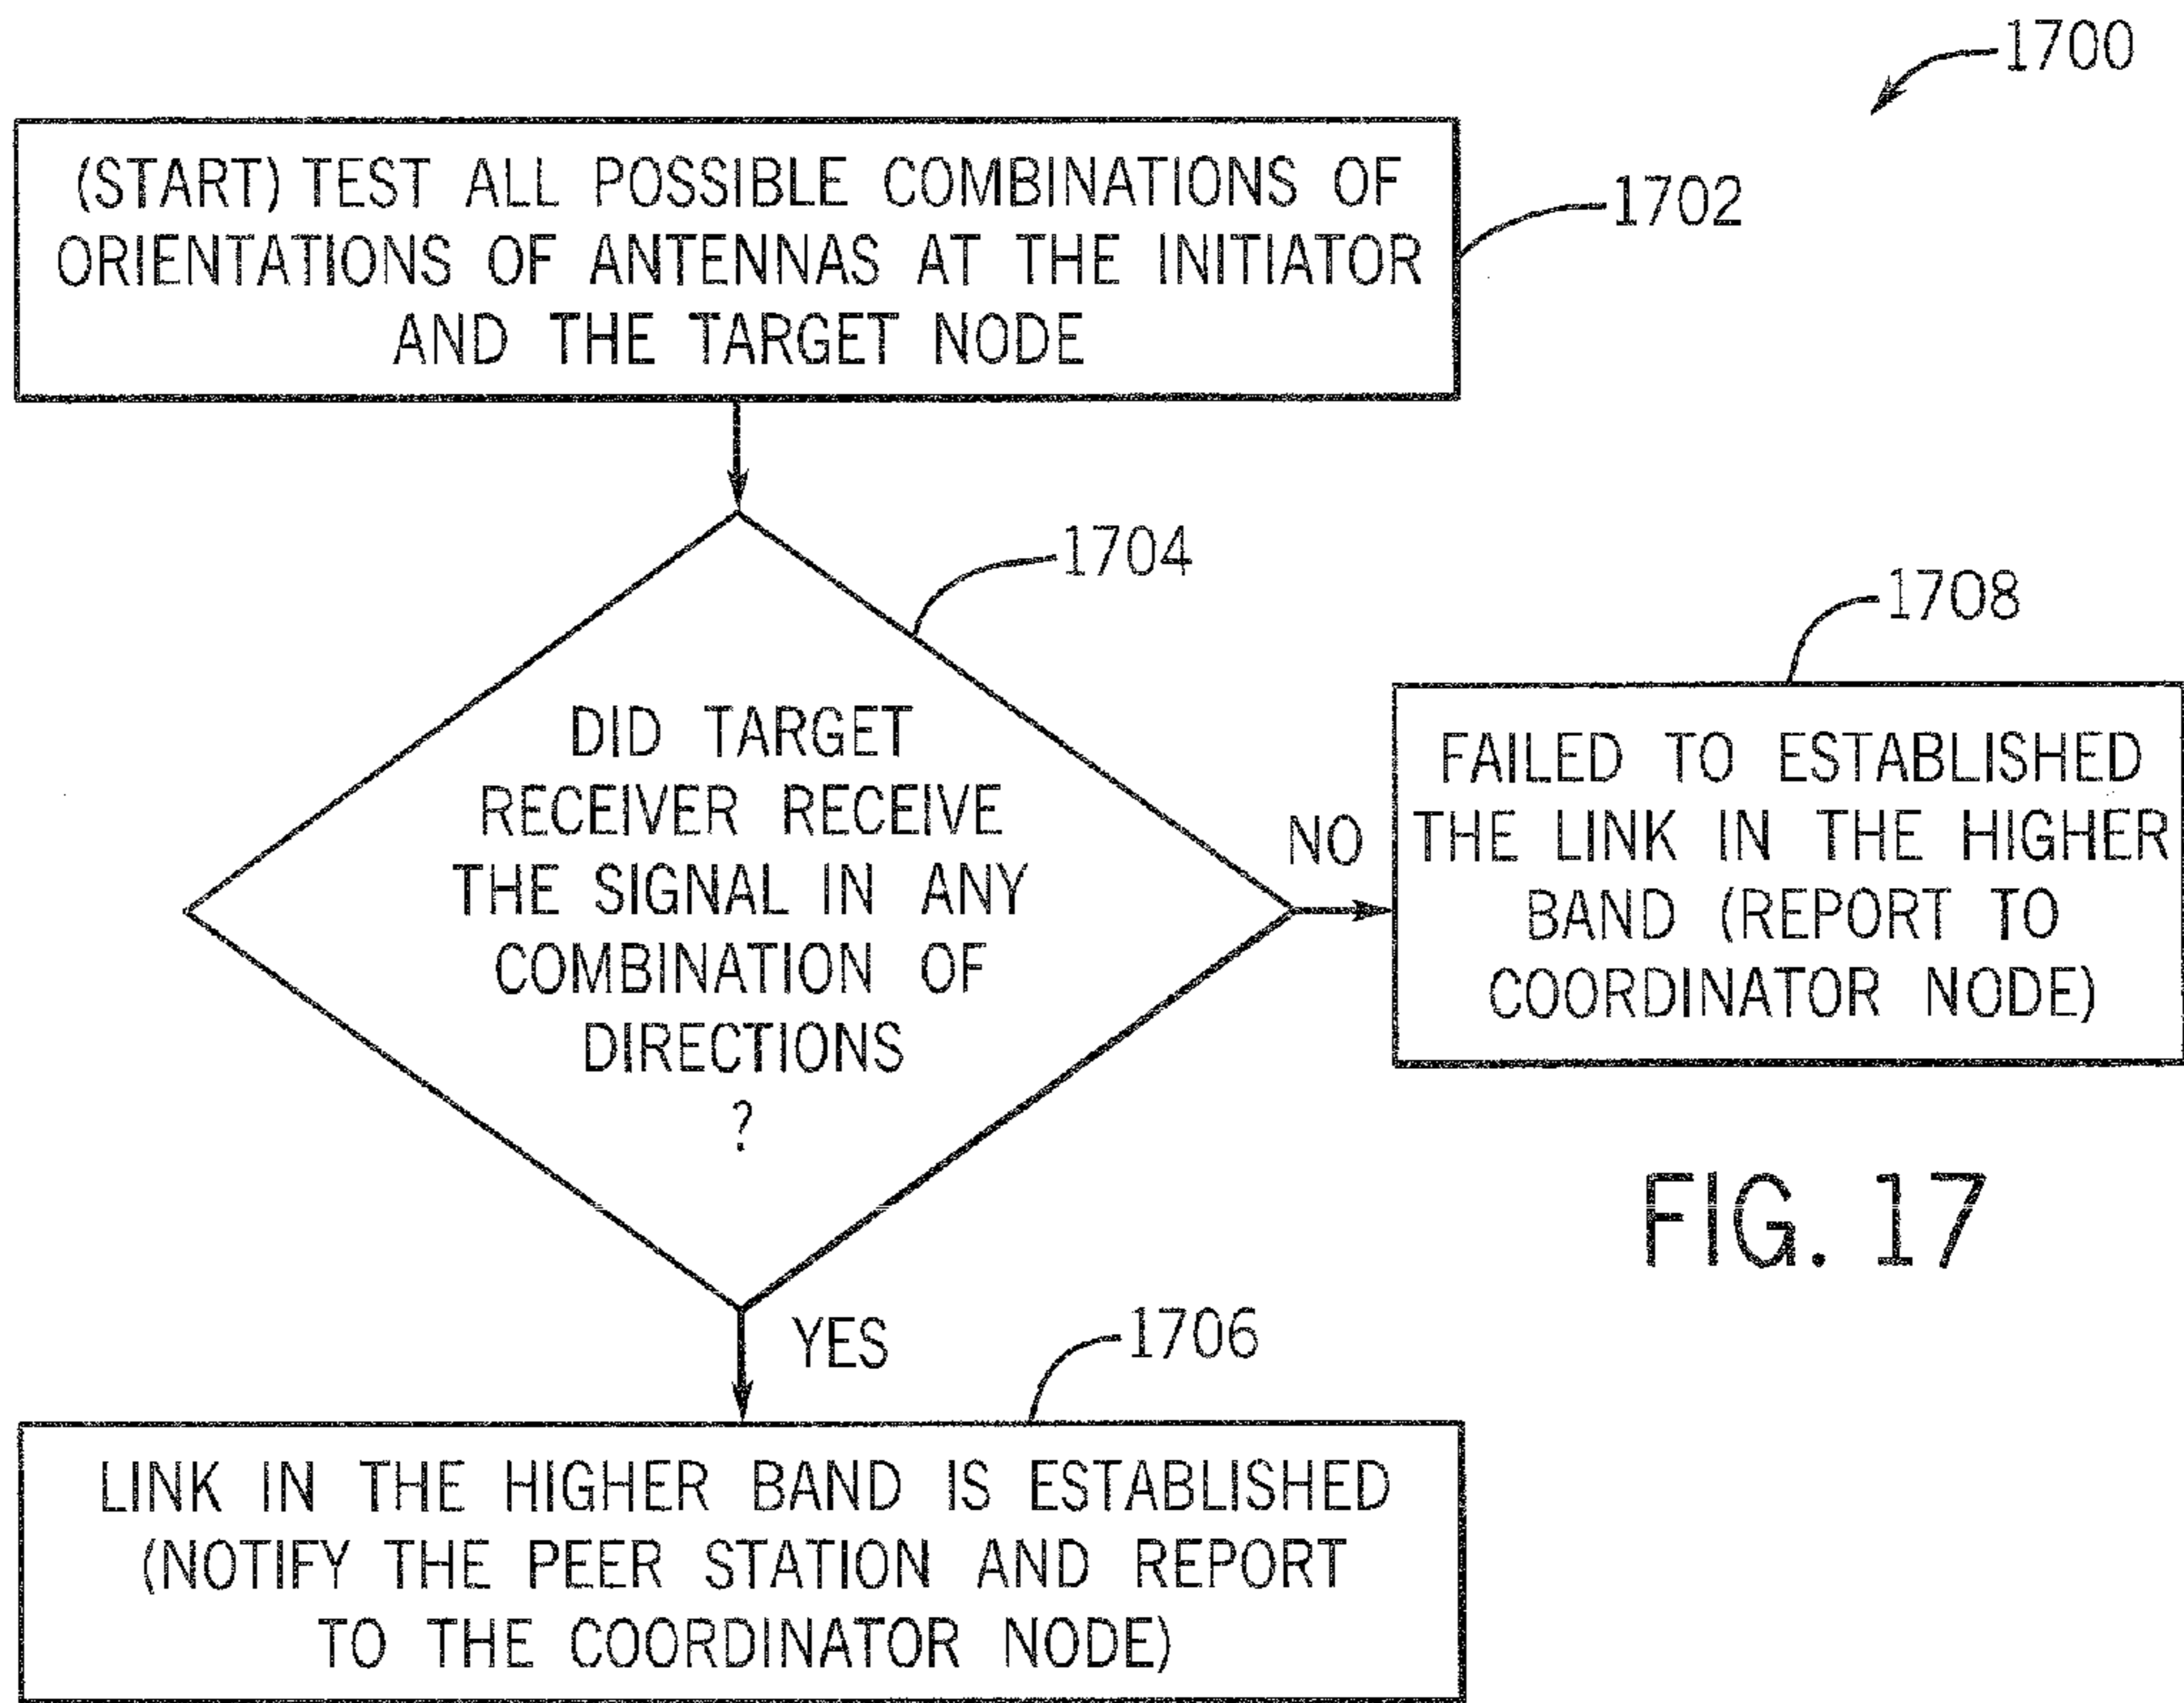 1700
(START) TEST ALL POSSIBLE COMBINATIONS OF
ORIENTATIONS OF ANTENNAS AT THE INITIATOR
AND THE TARGET NODE
1702
1704
DID TARGET
RECEIVER RECEIVE
THE SIGNAL IN ANY
COMBINATION OF
DIRECTIONS
?
NO
1708
FAILED TO ESTABLISHED
THE LINK IN THE HIGHER
BAND (REPORT TO
COORDINATOR NODE)
YES
1706
LINK IN THE HIGHER BAND IS ESTABLISHED
(NOTIFY THE PEER STATION AND REPORT
TO THE COORDINATOR NODE)
FIG. 17